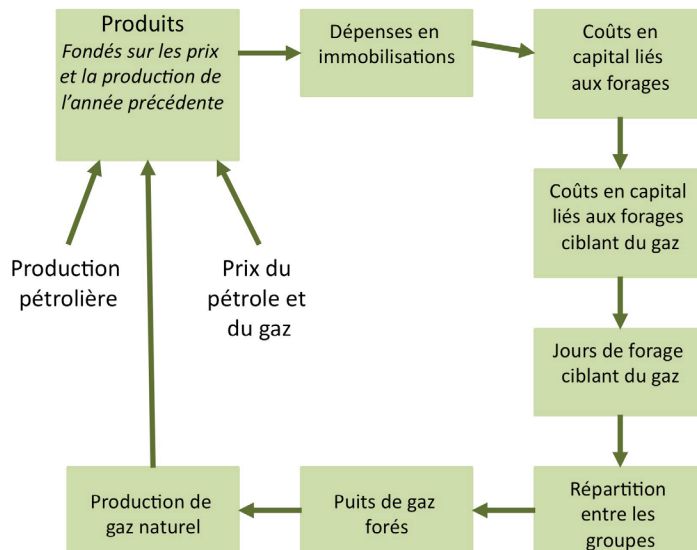 Produits
Fondés sur les prix
et la production de
l’année précédente
Dépenses en
immobilisations
Coûts en
capital liés
aux forages
Coûts en capital
liés aux forages
ciblant du gaz
Production
pétrolière
Prix du
pétrole et
du gaz
Jours de forage
ciblant du gaz
Production de
gaz naturel
Puits de gaz
forés
Répartition
entre les
groupes